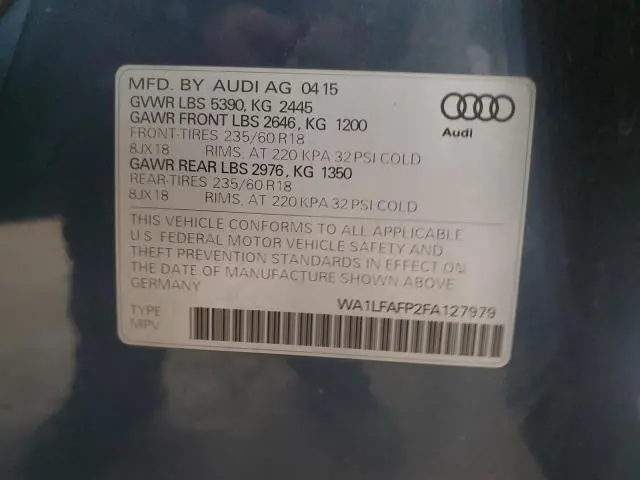 MFD. BY AUDI AG 04 15
GVWR LBS 5390, KG 2445
GAWR FRONT LBS 2646, KG 1200
FRONT-TIRES 235/60 R18
8JX18 RIMS, AT 220 KPA 32 PSI COLD
GAWR REAR LBS 2976, KG 1350
REAR-TIRES 235/60 R18
8JX18 RIMS, AT 220 KPA 32 PSI COLD
Audi
THIS VEHICLE CONFORMS TO ALL APPLICABLE
U.S. FEDERAL MOTOR VEHICLE SAFETY AND
THEFT PREVENTION STANDARDS IN EFFECT ON
THE DATE OF MANUFACTURE SHOWN ABOVE.
GERMANY
WA1LFAFP2FA127979
TYPE
MPV